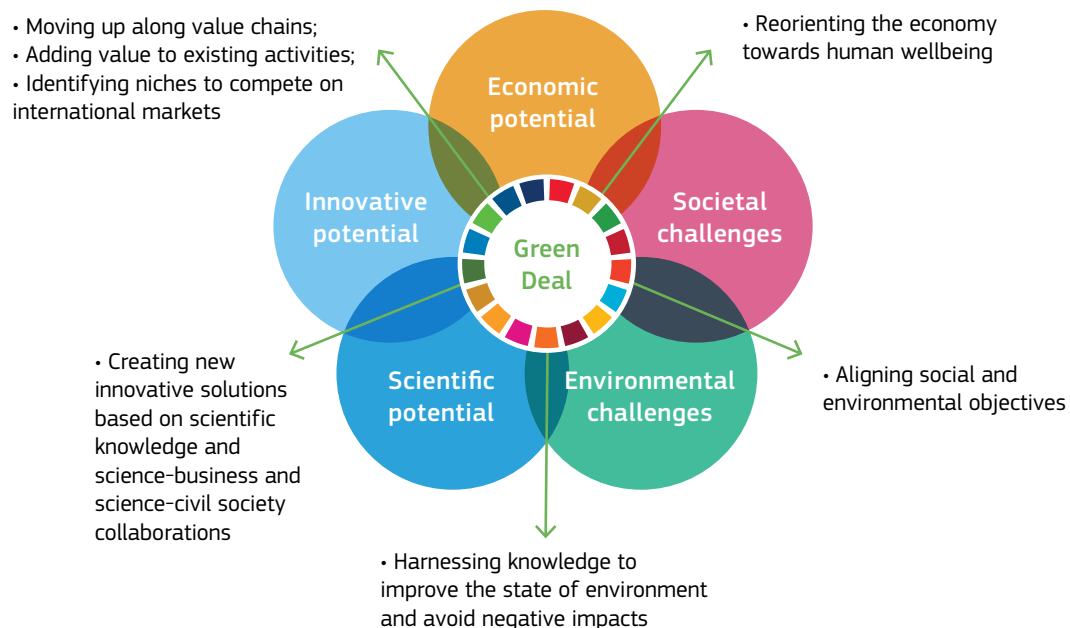 • Moving up along value chains;
• Adding value to existing activities;
• Identifying niches to compete on
international markets
• Reorienting the economy
towards human wellbeing
Economic
potential
Innovative
potential
Societal
challenges
Green
Deal
Scientific
potential
Environmental
challenges
• Creating new
innovative solutions
based on scientific
knowledge and
science-business and
science-civil society
collaborations
• Aligning social and
environmental objectives
• Harnessing knowledge to
improve the state of environment
and avoid negative impacts